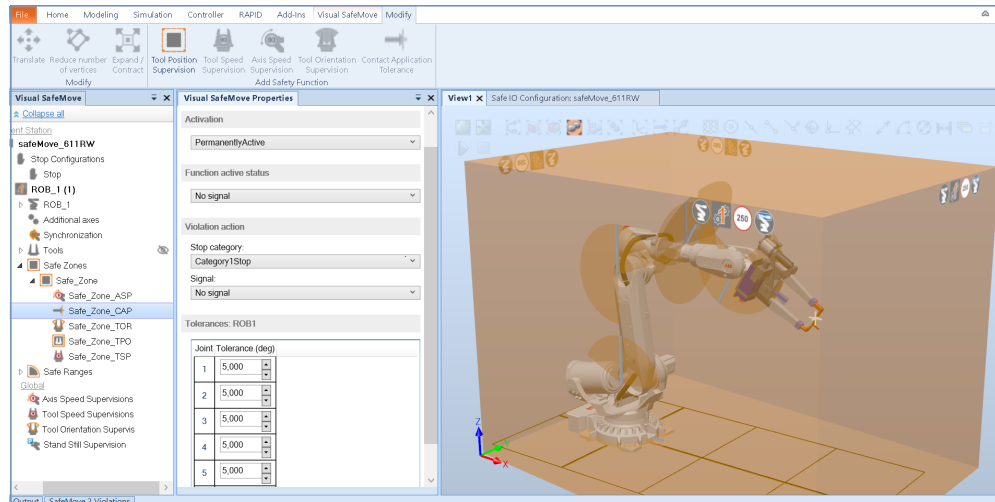 File Home Modeling Simulation Controller RAPID Add-Ins Visual SafeMove Modify
Translate Reduce number Expand / Tool Position Tool Speed Axis Speed Tool Orientation Contact Application
of vertices Contract Supervision Supervision Supervision Supervision Tolerance
Modify Add Safety Function
Visual SafeMove
Collapse all
ent Station
safeMove_611RW
Stop Configurations
Stop
ROB_1 (1)
ROB_1
Additional axes
Synchronization
Tools
Safe Zones
Safe_Zone
Safe_Zone_ASP
Safe_Zone_CAP
Safe_Zone_TOR
Safe_Zone_TPO
Safe_Zone_TSP
Safe Ranges
Global
Axis Speed Supervisions
Tool Speed Supervisions
Tool Orientation Supervis
Stand Still Supervision
Visual SafeMove Properties
Activation
PermanentlyActive
Function active status
No signal
Violation action
Stop category:
Category1Stop
Signal:
No signal
Tolerances: ROB1
Joint Tolerance (deg)
1 5,000
2 5,000
3 5,000
4 5,000
5 5,000
View1 Safe IO Configuration: safeMove_611RW
250
Z
Y
X
Output SafeMove 2 Violations